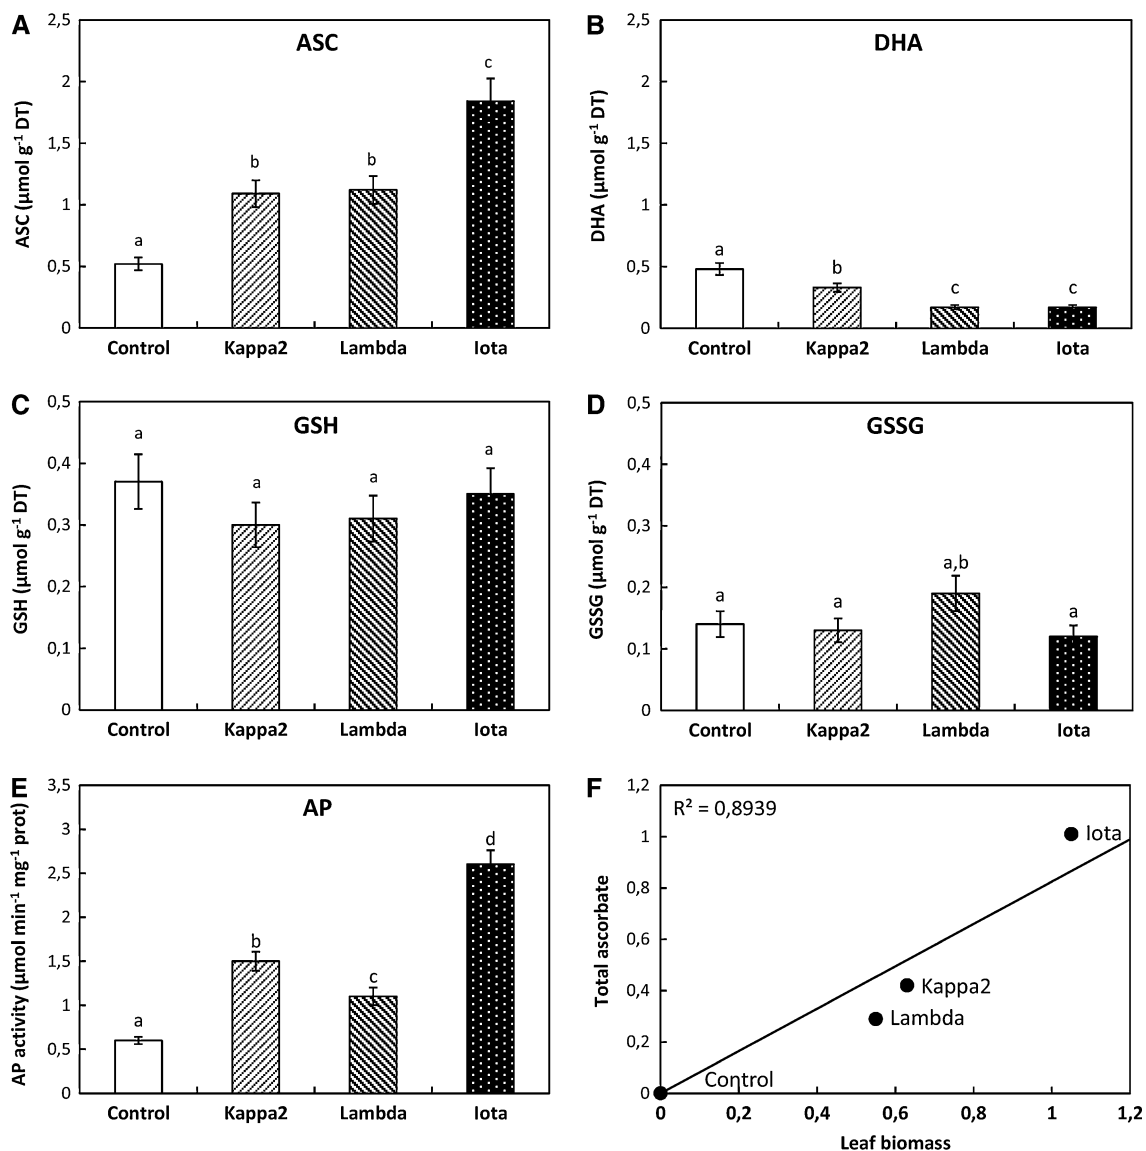 A
ASC
ASC (µmol g⁻¹ DT)
2,5
2
1,5
1
0,5
0
a
b
b
c
Control
Kappa2
Lambda
Iota
B
DHA
DHA (µmol g⁻¹ DT)
2,5
2
1,5
1
0,5
0
a
b
c
c
Control
Kappa2
Lambda
Iota
C
GSH
GSH (µmol g⁻¹ DT)
0,5
0,4
0,3
0,2
0,1
0
a
a
a
a
Control
Kappa2
Lambda
Iota
D
GSSG
GSSG (µmol g⁻¹ DT)
0,5
0,4
0,3
0,2
0,1
0
a
a
a,b
a
Control
Kappa2
Lambda
Iota
E
AP
AP activity (µmol min⁻¹ mg⁻¹ prot)
3,5
3
2,5
2
1,5
1
0,5
0
a
b
c
d
Control
Kappa2
Lambda
Iota
F
R² = 0,8939
Total ascorbate
1,2
1
0,8
0,6
0,4
0,2
0
Iota
Kappa2
Lambda
Control
0
0,2
0,4
0,6
0,8
1
1,2
Leaf biomass